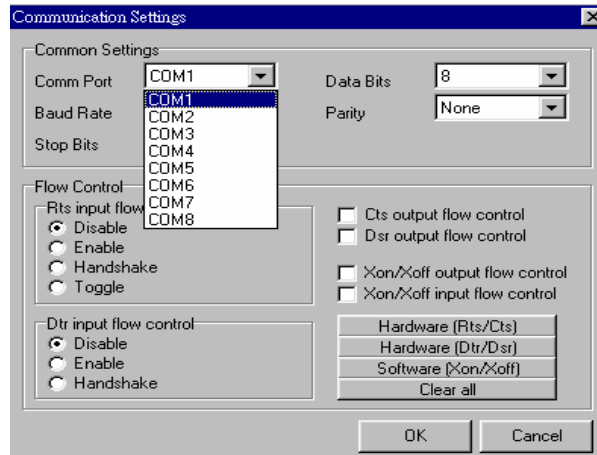 Communication Settings
Common Settings
Comm Port COM1
Data Bits 8
Baud Rate
Parity None
Stop Bits
COM1
COM2
COM3
COM4
COM5
COM6
COM7
COM8
Flow Control
Rts input flow
Disable
Enable
Handshake
Toggle
Cts output flow control
Dsr output flow control
Xon/Xoff output flow control
Xon/Xoff input flow control
Dtr input flow control
Disable
Enable
Handshake
Hardware (Rts/Cts)
Hardware (Dtr/Dsr)
Software (Xon/Xoff)
Clear all
OK
Cancel